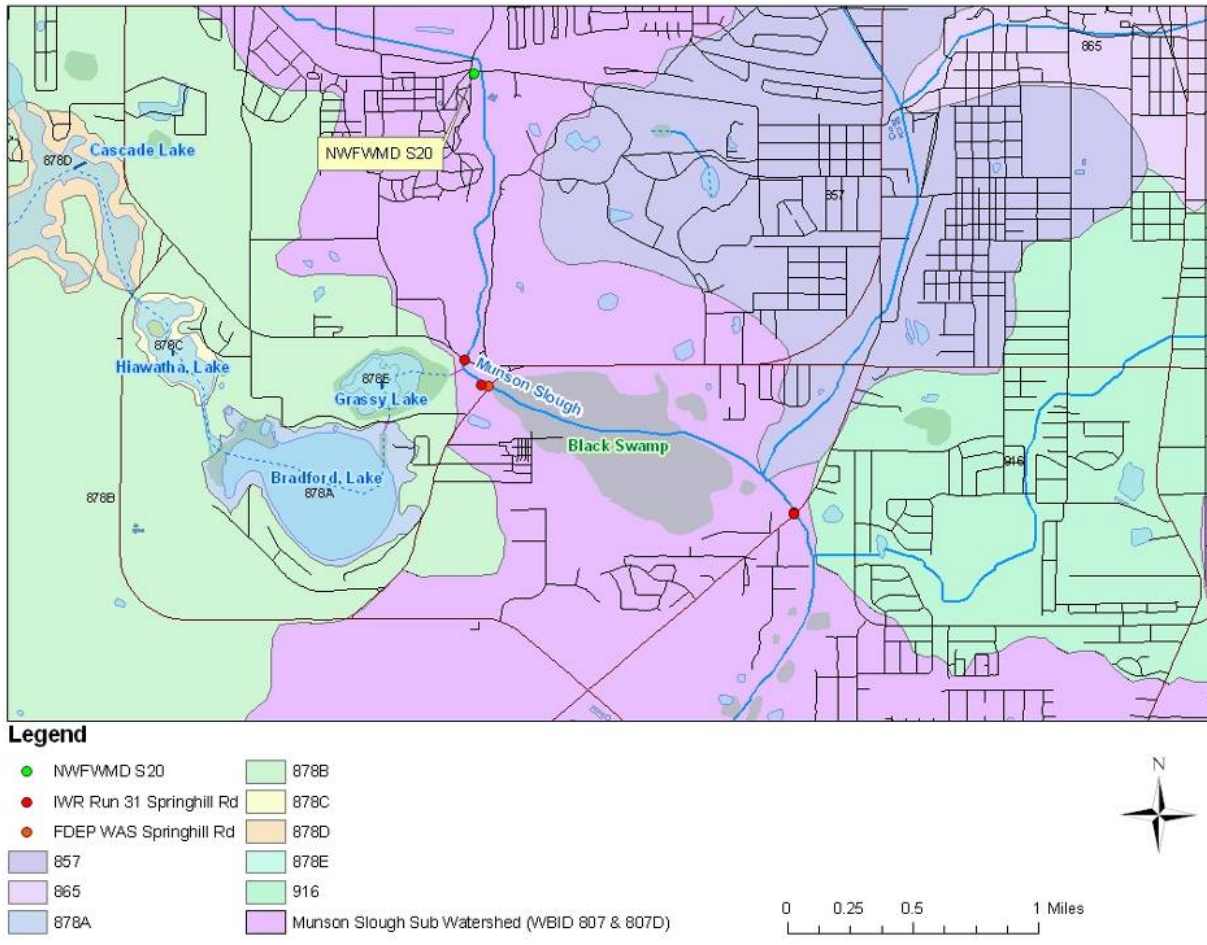 865
NWFWMD S20
878D
Cascade Lake
857
878C
Hiawatha, Lake
Munson Slough
878E
Grassy Lake
Black Swamp
916
Bradford, Lake
878A
878B
Legend
NWFWMD S20
IWR Run 31 Springhill Rd
FDEP WAS Springhill Rd
857
865
878A
878B
878C
878D
878E
916
Munson Slough Sub Watershed (WBID 807 & 807D)
N
0 0.25 0.5 1 Miles